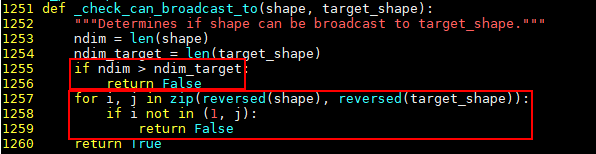 1251 def _check_can_broadcast_to(shape, target_shape):
1252     """Determines if shape can be broadcast to target_shape."""
1253     ndim = len(shape)
1254     ndim_target = len(target_shape)
1255     if ndim > ndim_target:
1256         return False
1257     for i, j in zip(reversed(shape), reversed(target_shape)):
1258         if i not in (1, j):
1259             return False
1260     return True